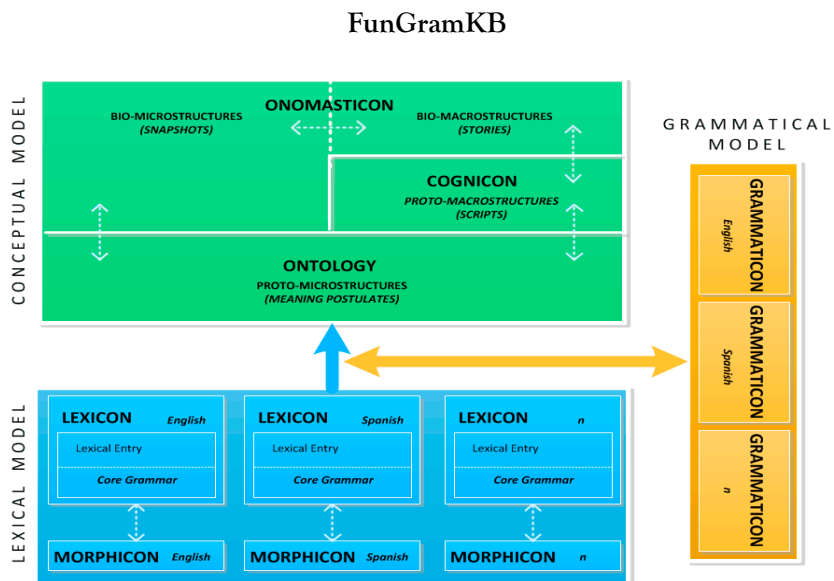 FunGramKB
CONCEPTUAL MODEL
ONOMASTICON
BIO-MICROSTRUCTURES
(SNAPSHOTS)
BIO-MACROSTRUCTURES
(STORIES)
COGNICON
PROTO-MACROSTRUCTURES
(SCRIPTS)
ONTOLOGY
PROTO-MICROSTRUCTURES
(MEANING POSTULATES)
GRAMMATICAL
MODEL
GRAMMATICON
English
GRAMMATICON
Spanish
GRAMMATICON
n
LEXICAL MODEL
LEXICON English
Lexical Entry
Core Grammar
LEXICON Spanish
Lexical Entry
Core Grammar
LEXICON n
Lexical Entry
Core Grammar
MORPHICON English
MORPHICON Spanish
MORPHICON n